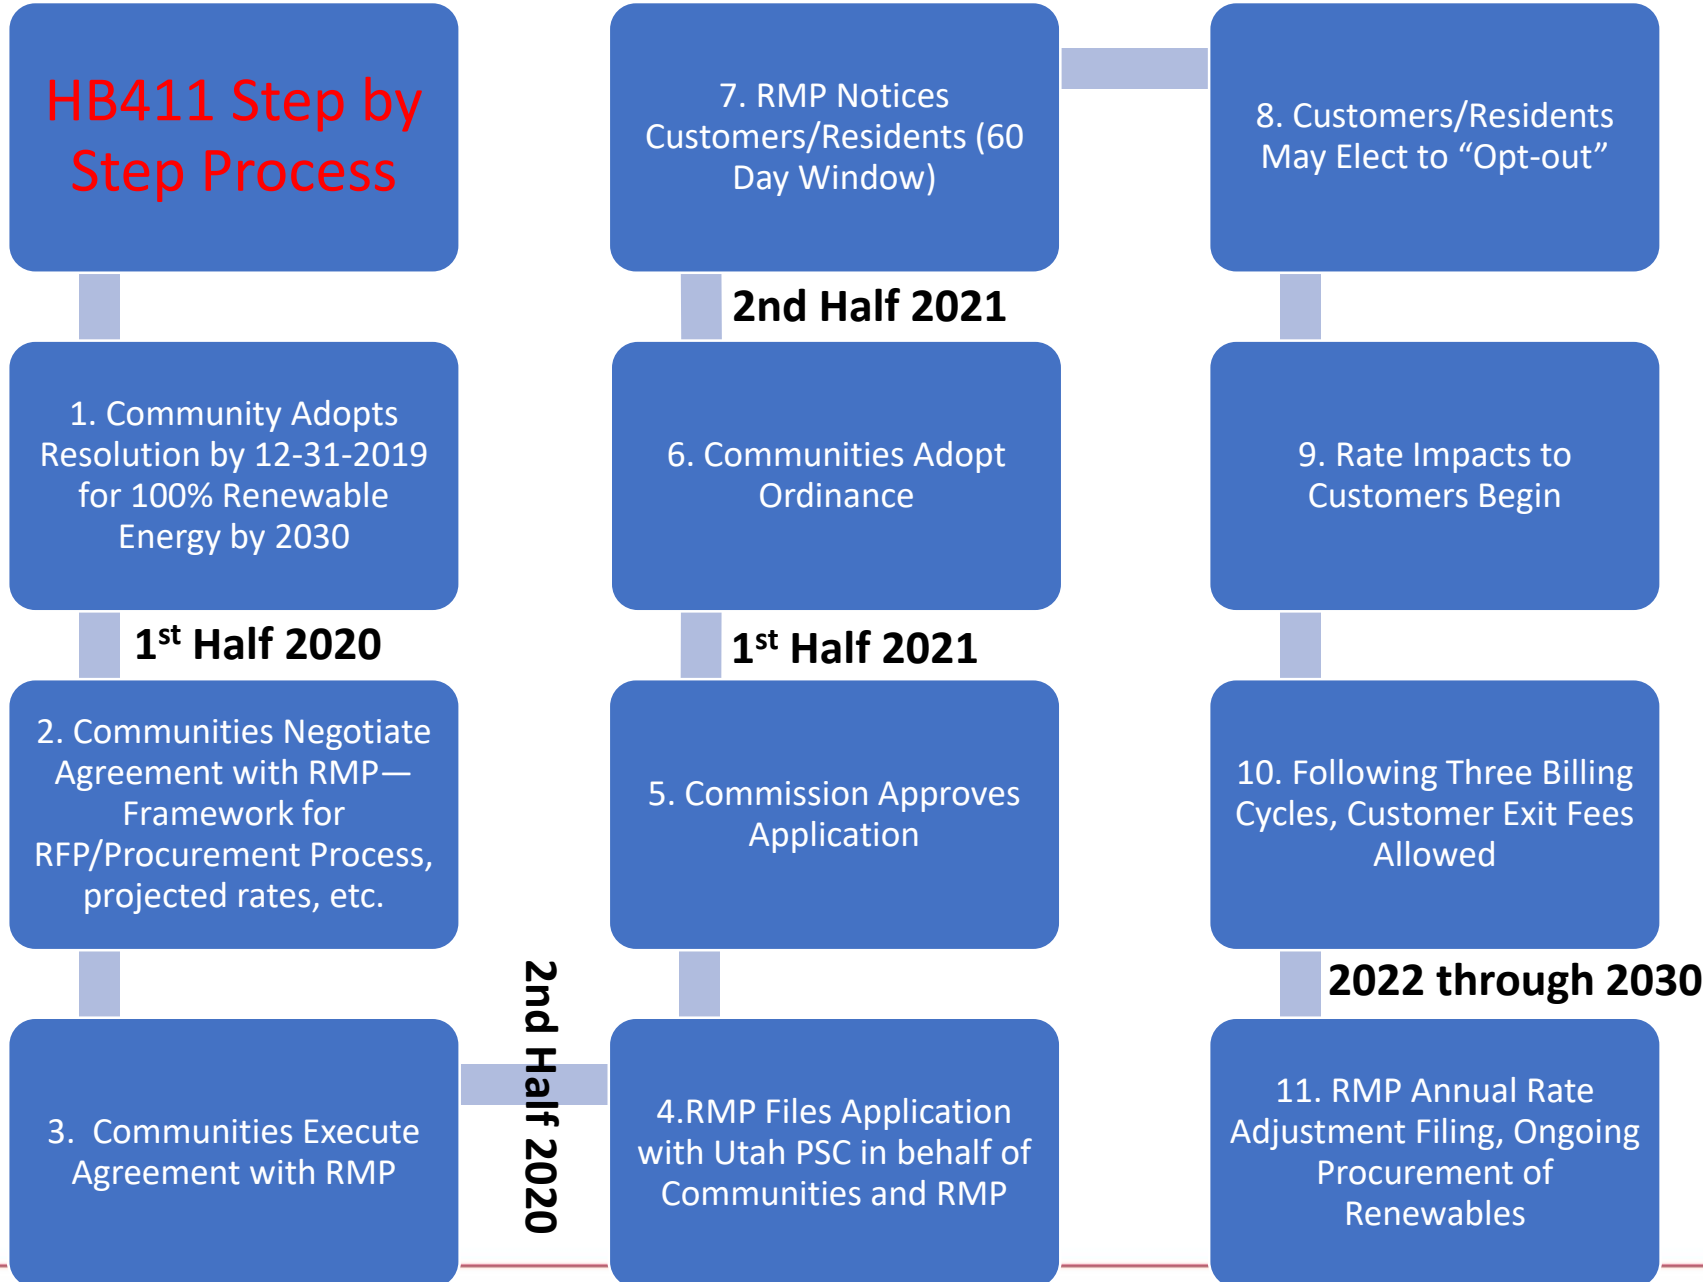 HB411 Step by
Step Process
1. Community Adopts
Resolution by 12-31-2019
for 100% Renewable
Energy by 2030
1st Half 2020
2. Communities Negotiate
Agreement with RMP—
Framework for
RFP/Procurement Process,
projected rates, etc.
3. Communities Execute
Agreement with RMP
2nd Half 2020
4.RMP Files Application
with Utah PSC in behalf of
Communities and RMP
5. Commission Approves
Application
1st Half 2021
6. Communities Adopt
Ordinance
2nd Half 2021
7. RMP Notices
Customers/Residents (60
Day Window)
8. Customers/Residents
May Elect to “Opt-out”
9. Rate Impacts to
Customers Begin
10. Following Three Billing
Cycles, Customer Exit Fees
Allowed
2022 through 2030
11. RMP Annual Rate
Adjustment Filing, Ongoing
Procurement of
Renewables